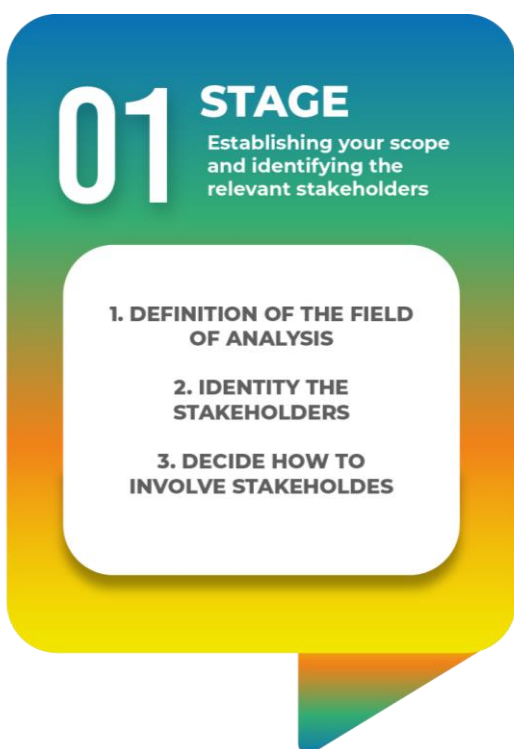 01
STAGE
Establishing your scope
and identifying the
relevant stakeholders
1. DEFINITION OF THE FIELD
OF ANALYSIS
2. IDENTITY THE
STAKEHOLDERS
3. DECIDE HOW TO
INVOLVE STAKEHOLDES